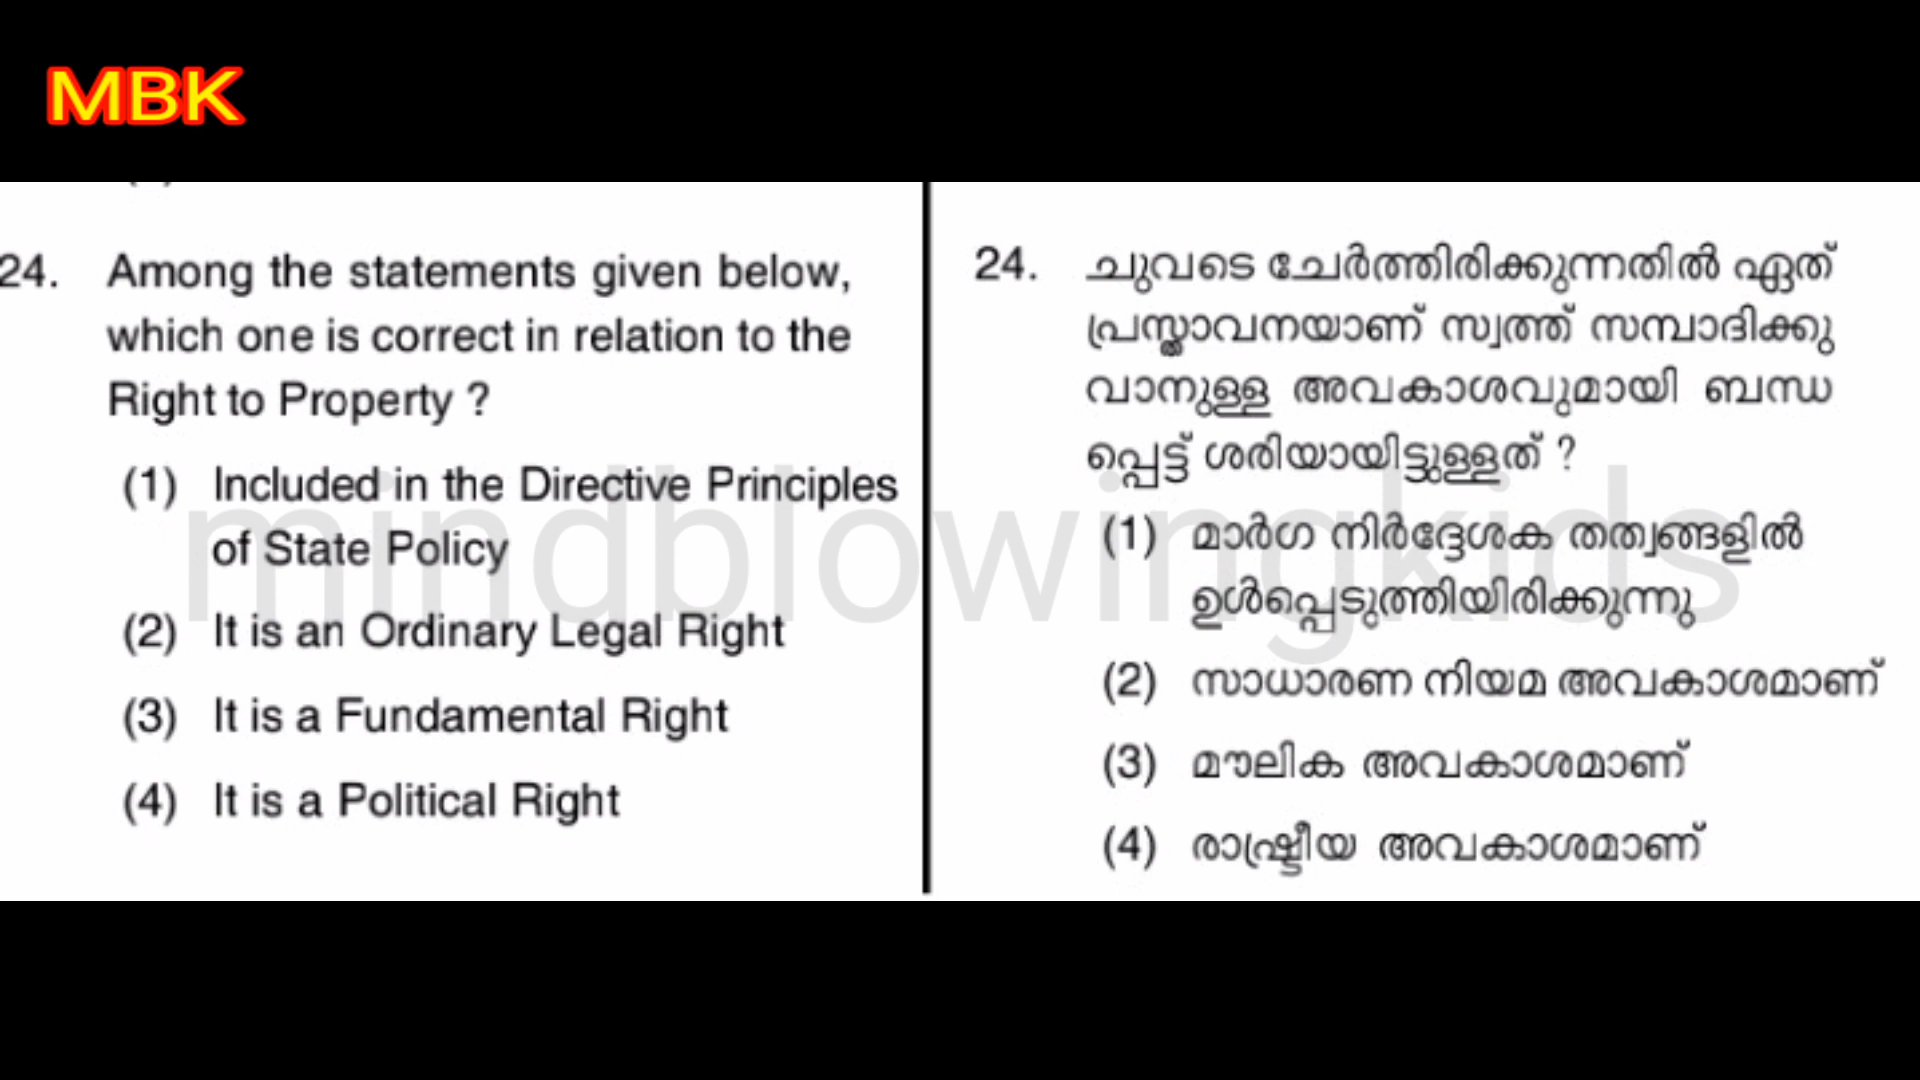 MBK
24. Among the statements given below,
which one is correct in relation to the
Right to Property ?
(1) Included in the Directive Principles
of State Policy
(2) It is an Ordinary Legal Right
(3) It is a Fundamental Right
(4) It is a Political Right
24. ചുവടെ ചേർത്തിരിക്കുന്നതിൽ ഏത്
പ്രസ്താവനയാണ് സ്വത്ത് സമ്പാദിക്കു
വാനുള്ള അവകാശവുമായി ബന്ധ
പ്പെട്ട് ശരിയായിട്ടുള്ളത് ?
(1) മാർഗ നിർദ്ദേശക തത്വങ്ങളിൽ
ഉൾപ്പെടുത്തിയിരിക്കുന്നു
(2) സാധാരണ നിയമ അവകാശമാണ്
(3) മൗലിക അവകാശമാണ്
(4) രാഷ്ട്രീയ അവകാശമാണ്
mindblowingkids